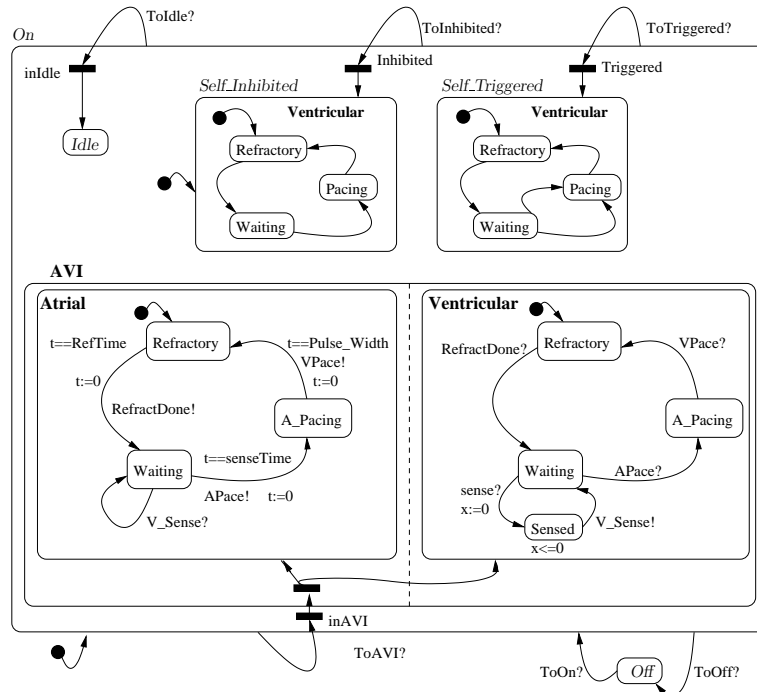 ToIdle?
ToInhibited?
ToTriggered?
On
inIdle
Inhibited
Triggered
Self_Inhibited
Self_Triggered
Ventricular
Ventricular
Idle
Refractory
Refractory
Pacing
Pacing
Waiting
Waiting
AVI
Atrial
Ventricular
t==RefTime
Refractory
t==Pulse_Width
VPace!
t:=0
t:=0
RefractDone!
A_Pacing
Waiting
t==senseTime
APace!
t:=0
V_Sense?
RefractDone?
Refractory
VPace?
A_Pacing
Waiting
APace?
sense?
x:=0
Sensed
V_Sense!
x<=0
inAVI
ToAVI?
ToOn?
Off
ToOff?